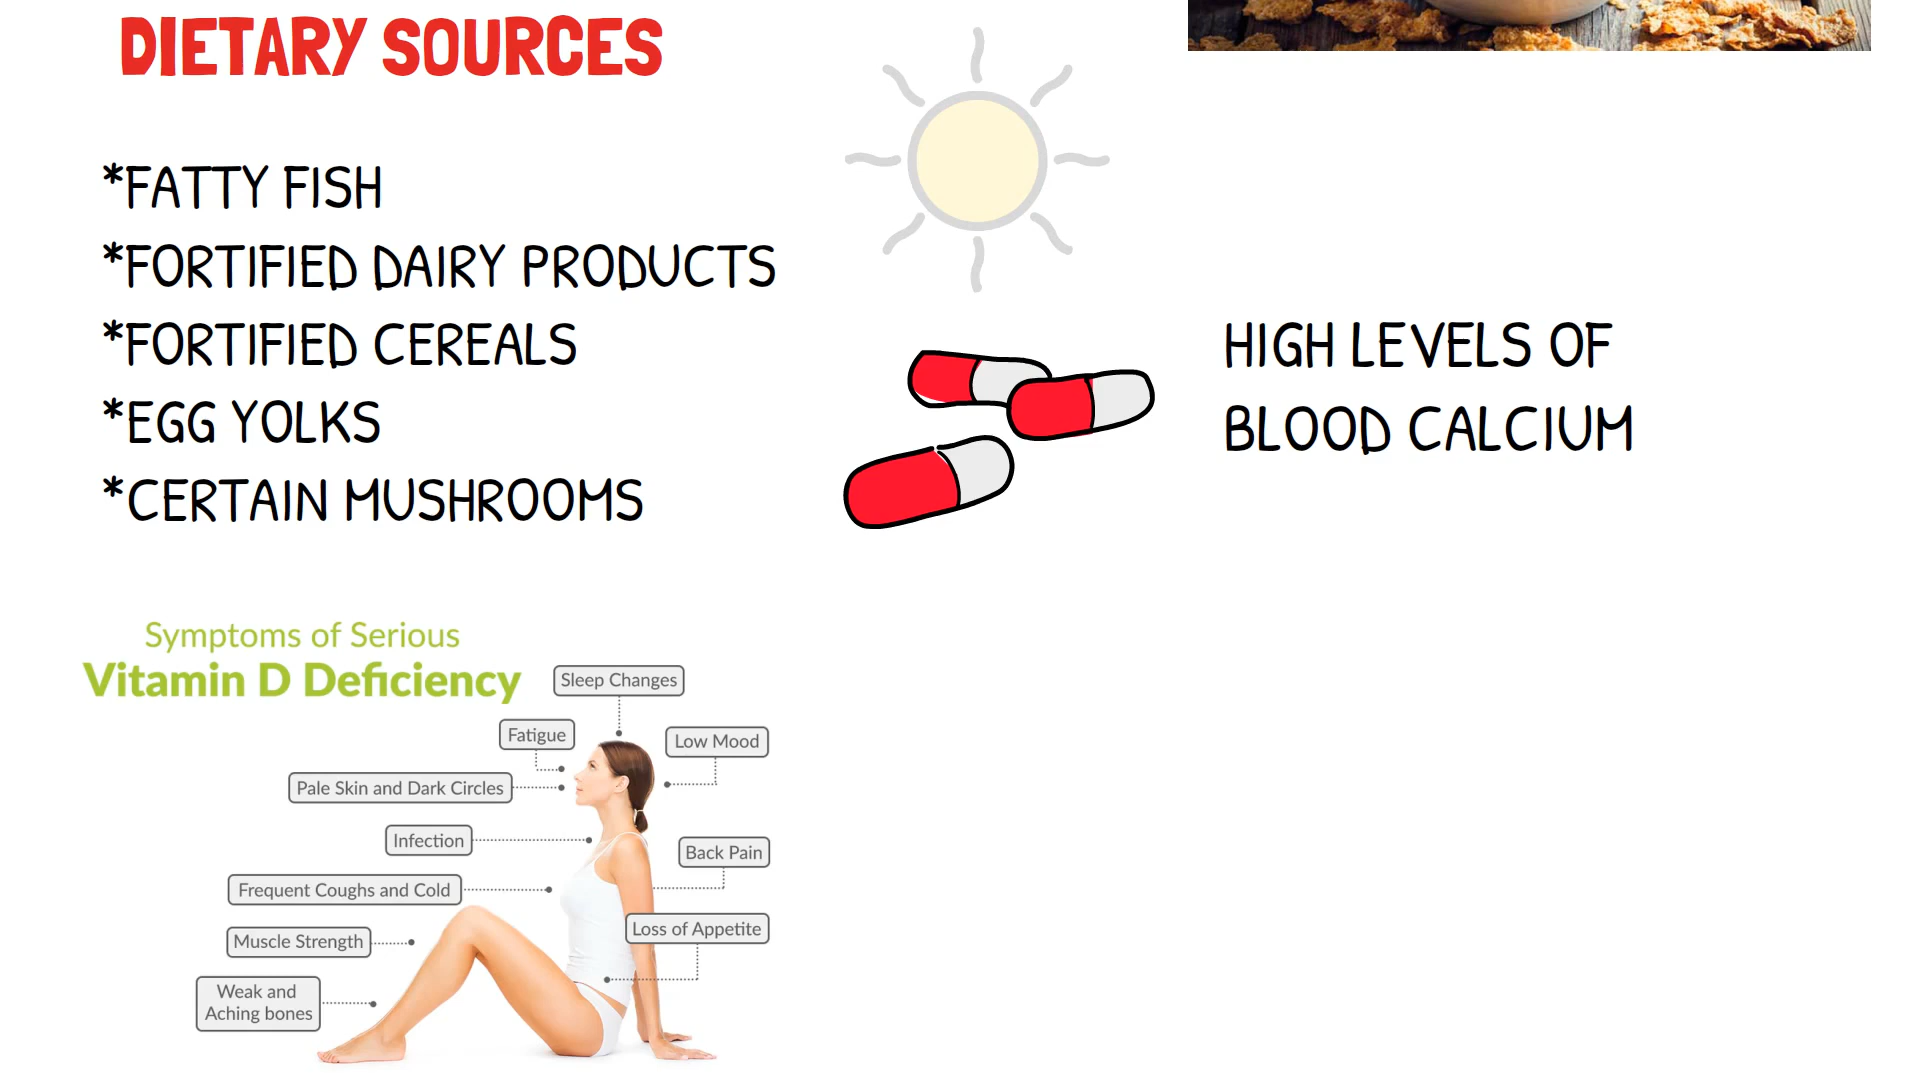 DIETARY SOURCES
*FATTY FISH
*FORTIFIED DAIRY PRODUCTS
*FORTIFIED CEREALS
*EGG YOLKS
*CERTAIN MUSHROOMS
HIGH LEVELS OF
BLOOD CALCIUM
Symptoms of Serious
Vitamin D Deficiency
Sleep Changes
Fatigue
Low Mood
Pale Skin and Dark Circles
Infection
Back Pain
Frequent Coughs and Cold
Loss of Appetite
Muscle Strength
Weak and
Aching bones